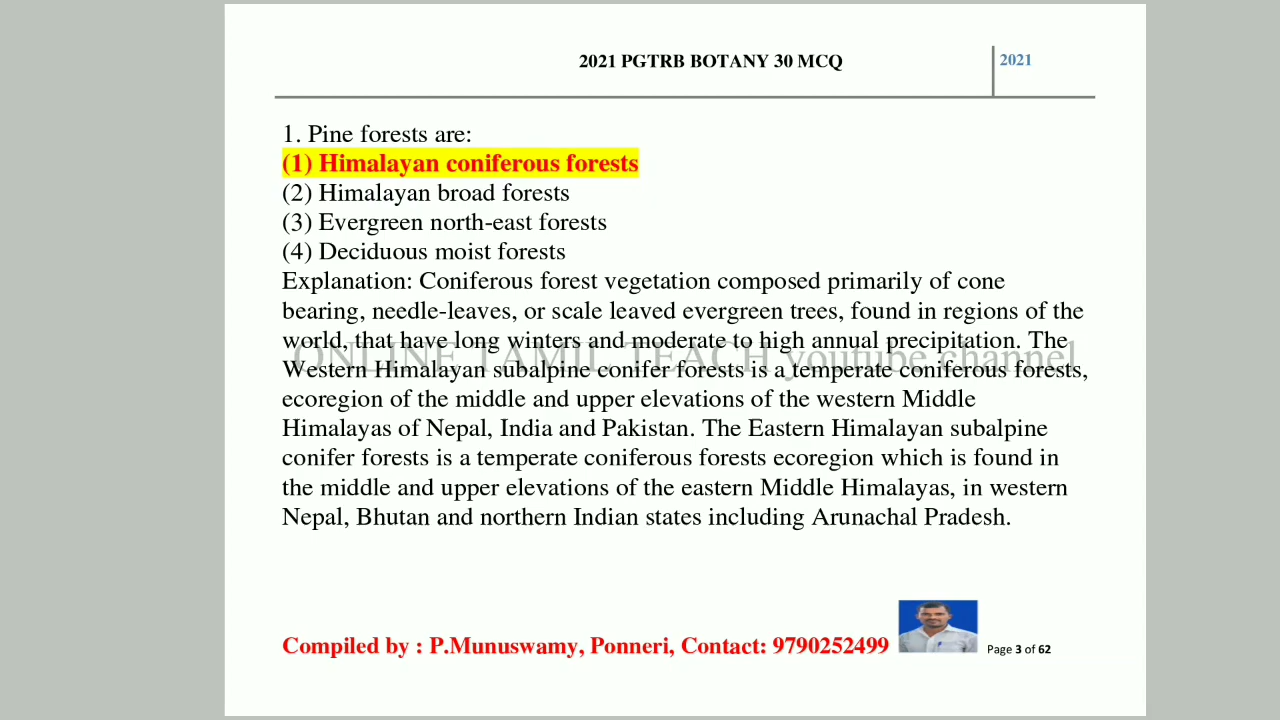 2021 PGTRB BOTANY 30 MCQ
2021
1. Pine forests are:
(1) Himalayan coniferous forests
(2) Himalayan broad forests
(3) Evergreen north-east forests
(4) Deciduous moist forests
Explanation: Coniferous forest vegetation composed primarily of cone
bearing, needle-leaves, or scale leaved evergreen trees, found in regions of the
world, that have long winters and moderate to high annual precipitation. The
ONLINE TAMIL TEACH youtube channel
Western Himalayan subalpine conifer forests is a temperate coniferous forests,
ecoregion of the middle and upper elevations of the western Middle
Himalayas of Nepal, India and Pakistan. The Eastern Himalayan subalpine
conifer forests is a temperate coniferous forests ecoregion which is found in
the middle and upper elevations of the eastern Middle Himalayas, in western
Nepal, Bhutan and northern Indian states including Arunachal Pradesh.
Compiled by : P.Munuswamy, Ponneri, Contact: 9790252499
Page 3 of 62